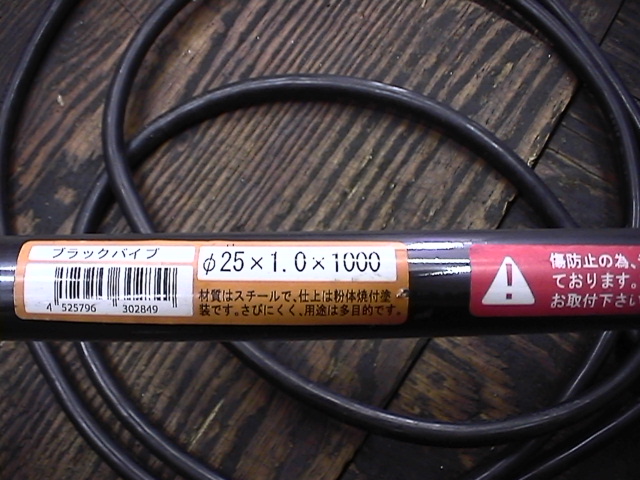 ブラックパイプ
4 525796 302849
φ25×1.0×1000
材質はスチールで、仕上は粉体焼付塗
装です。さびにくく、用途は多目的です。
傷防止の為、
ております。
お取付下さい